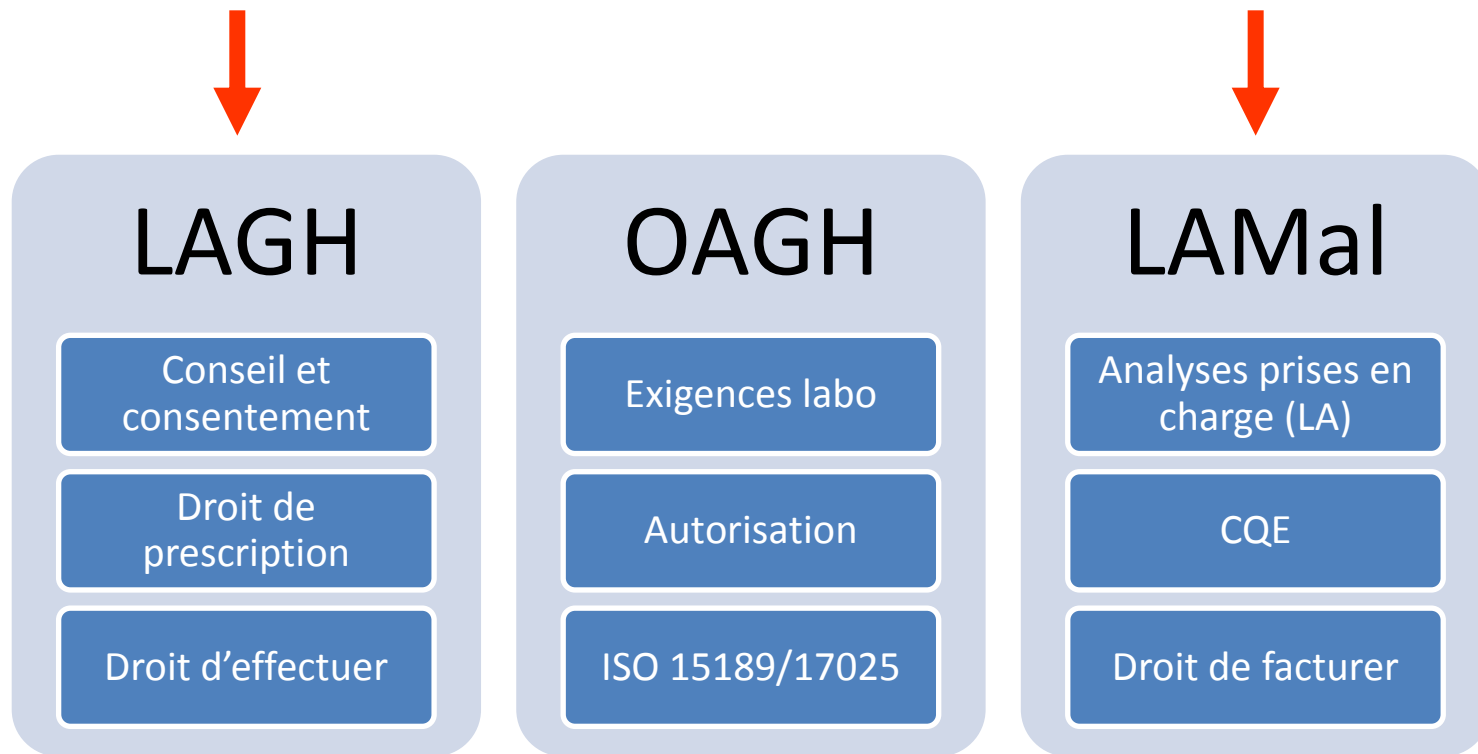 LAGH
Conseil et
consentement
Droit de
prescription
Droit d’effectuer
OAGH
Exigences labo
Autorisation
ISO 15189/17025
LAMal
Analyses prises en
charge (LA)
CQE
Droit de facturer